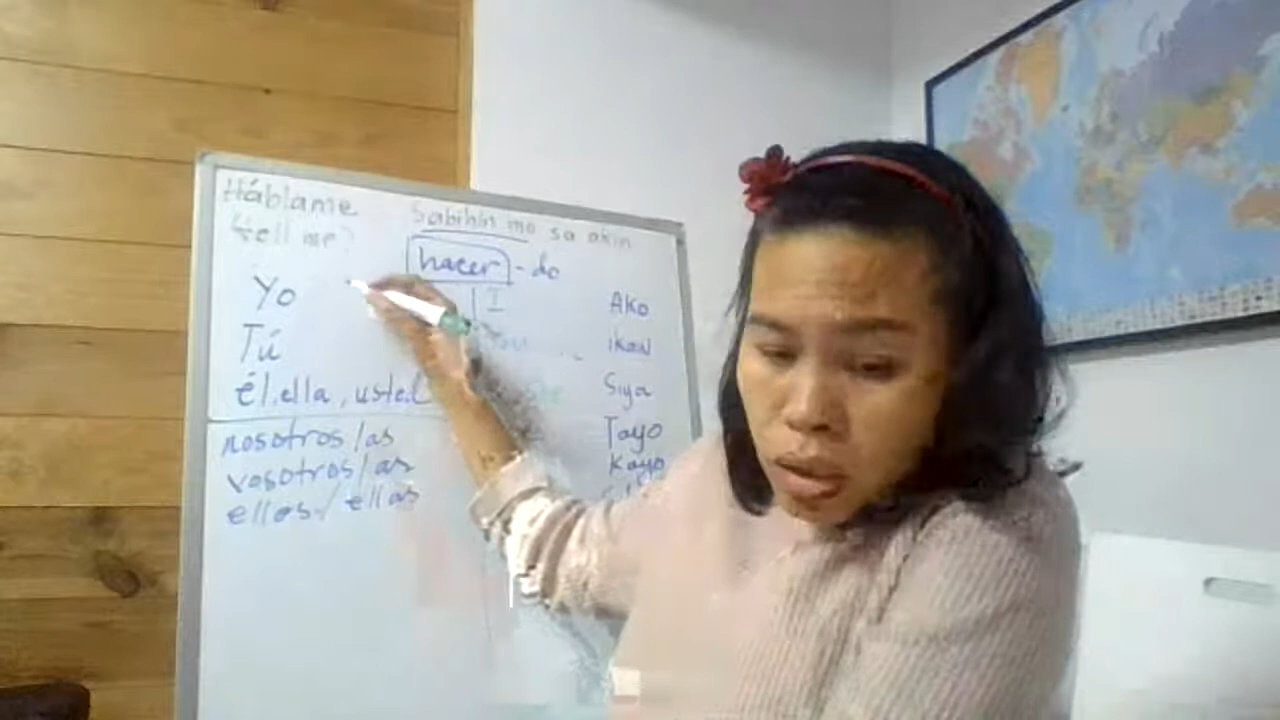 Háblame Sabihin mo sa akin
tell me?
hacer - do
Yo I Ako
Tú ikaw
él, ella, usted Siya
nosotros/as Tayo
vosotros/as Kayo
ellos/ellas